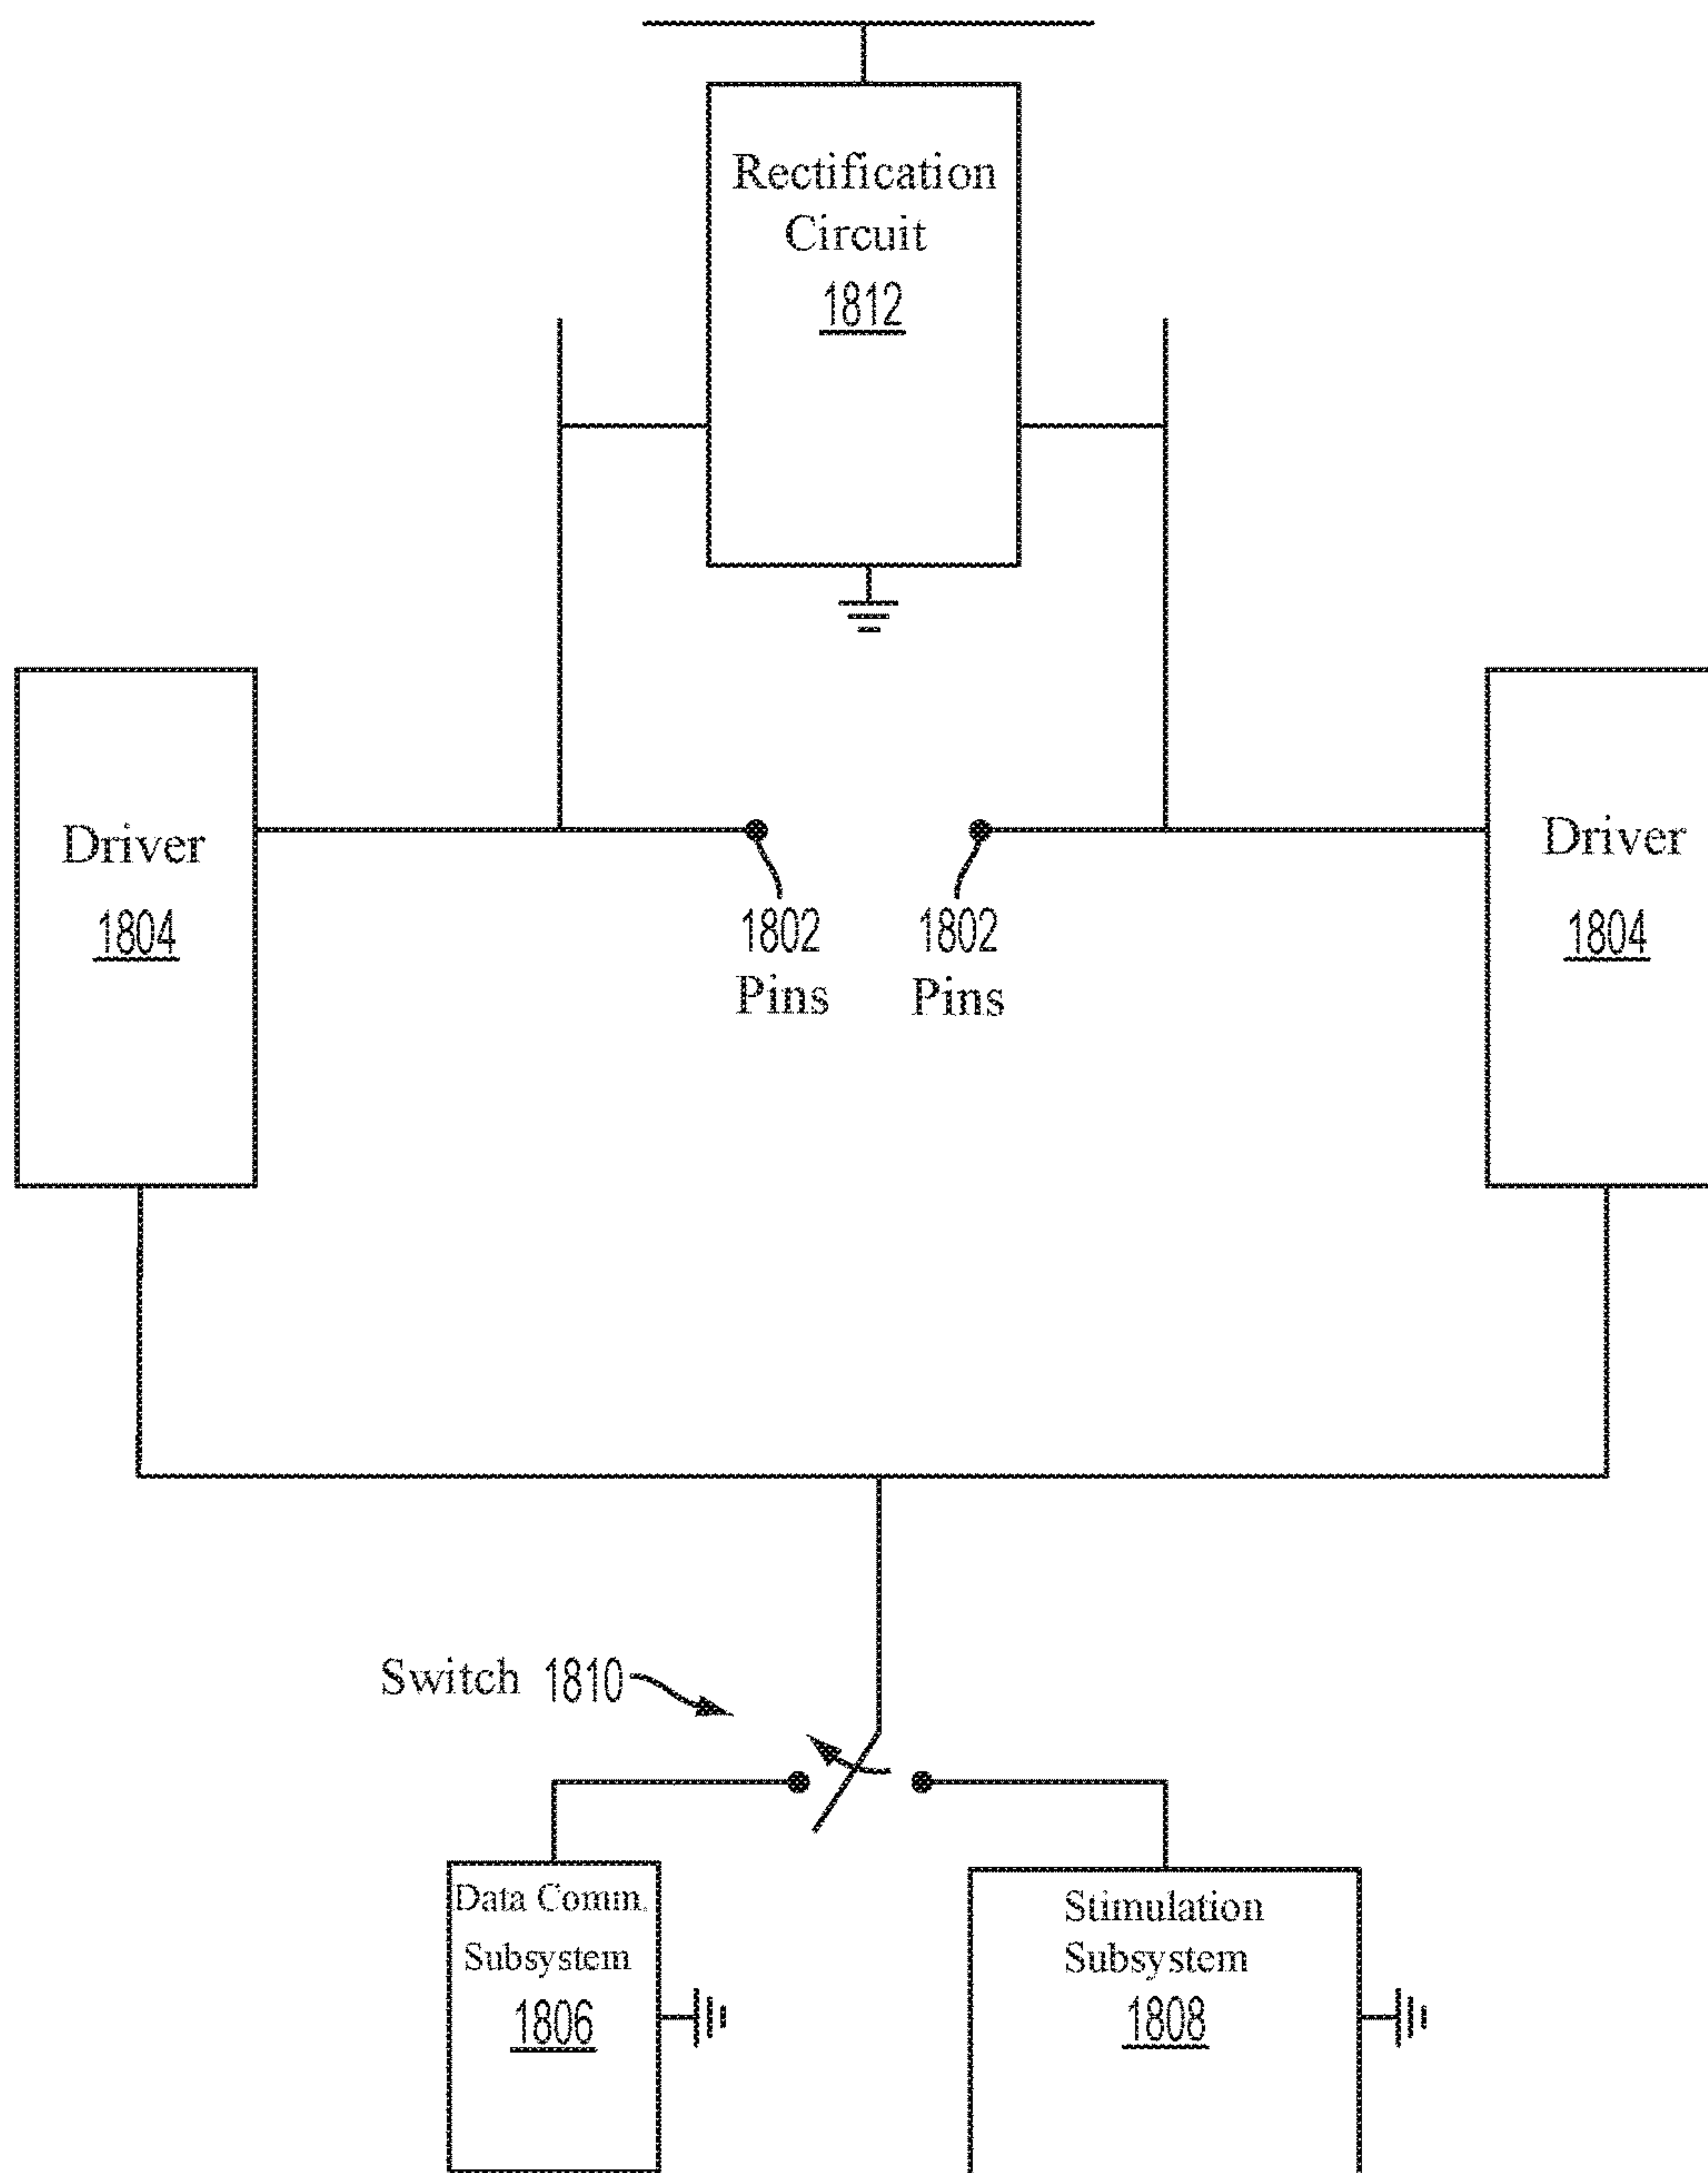 Rectification
Circuit
1812
Driver
1804
1802
Pins
1802
Pins
Driver
1804
Switch 1810
Data Comm.
Subsystem
1806
Stimulation
Subsystem
1808